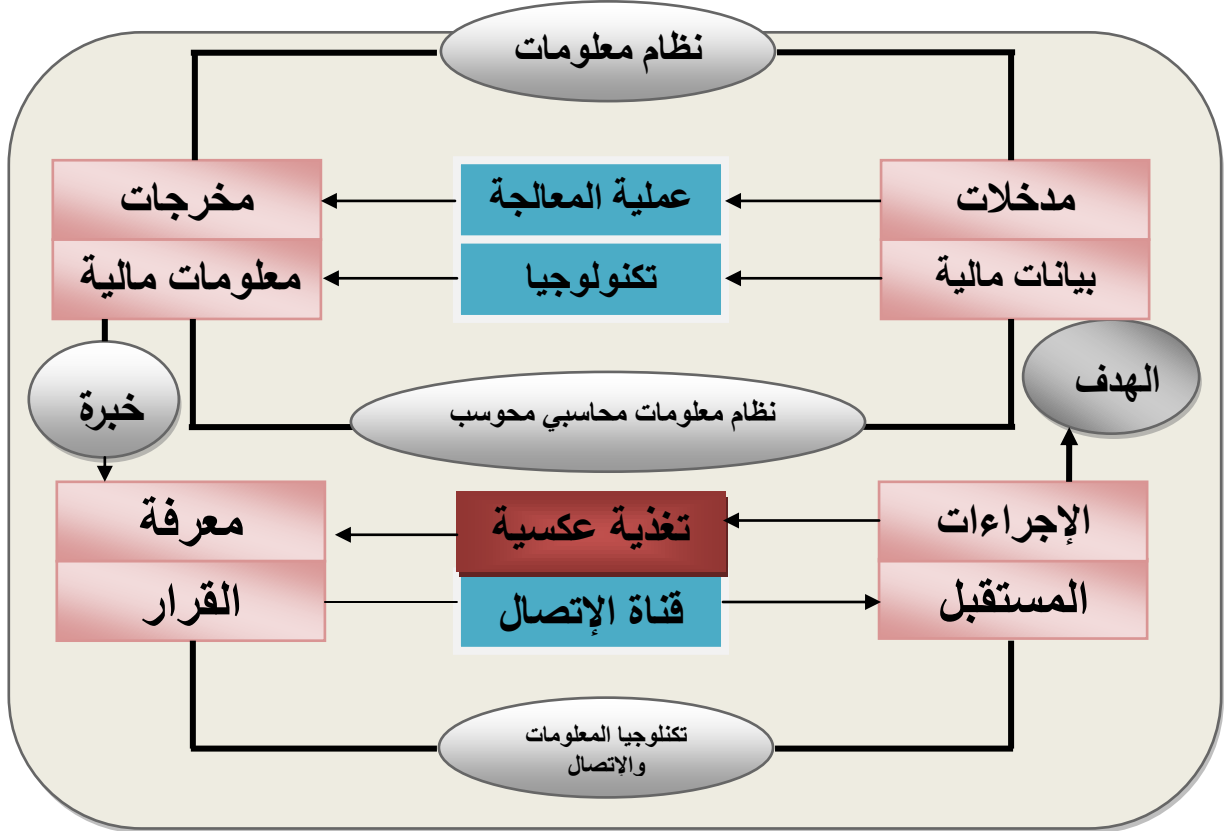 نظام معلومات
مدخلات
عملية المعالجة
مخرجات
بيانات مالية
تكنولوجيا
معلومات مالية
الهدف
نظام معلومات محاسبي محوسب
خبرة
الإجراءات
تغذية عكسية
معرفة
المستقبل
قناة الإتصال
القرار
تكنلوجيا المعلومات
والإتصال